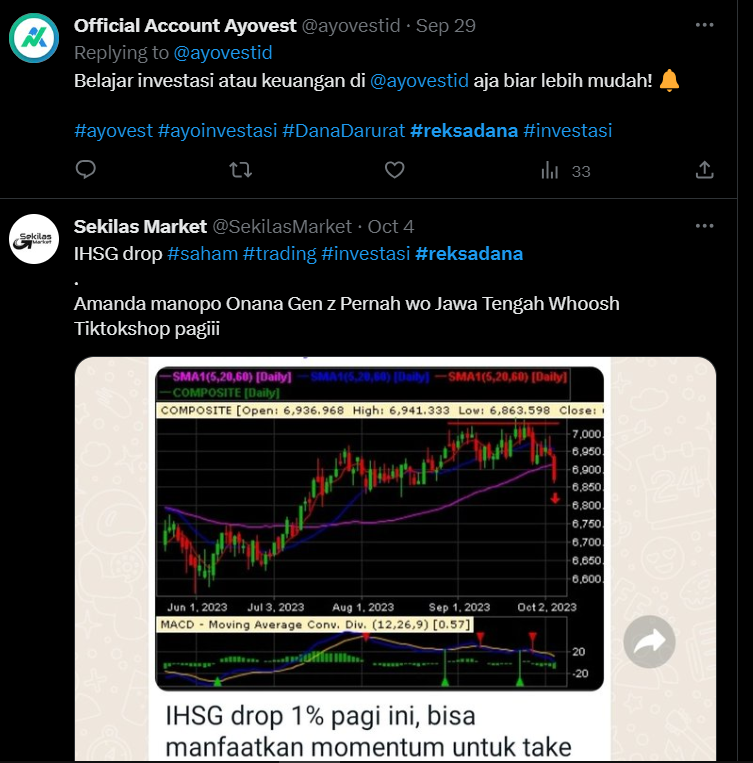 Official Account Ayovest @ayovestid · Sep 29
Replying to @ayovestid
Belajar investasi atau keuangan di @ayovestid aja biar lebih mudah! 🔔
#ayovest #ayoinvestasi #DanaDarurat #reksadana #investasi
33
Sekilas Market
Sekilas Market @SekilasMarket · Oct 4
IHSG drop #saham #trading #investasi #reksadana
.
Amanda manopo Onana Gen z Pernah wo Jawa Tengah Whoosh
Tiktokshop pagiii
SMA1(5,20,60) [Daily] SMA1(5,20,60) [Daily] SMA1(5,20,60) [Daily]
COMPOSITE [Daily]
COMPOSITE [Open: 6,936.968 High: 6,941.333 Low: 6,863.598 Close:
7,000
6,950
6,900
6,850
6,800
6,750
6,700
6,650
6,600
Jun 1, 2023 Jul 3, 2023 Aug 1, 2023 Sep 1, 2023 Oct 2, 2023
MACD - Moving Average Conv. Div. (12,26,9) [0.57]
20
-20
IHSG drop 1% pagi ini, bisa
manfaatkan momentum untuk take